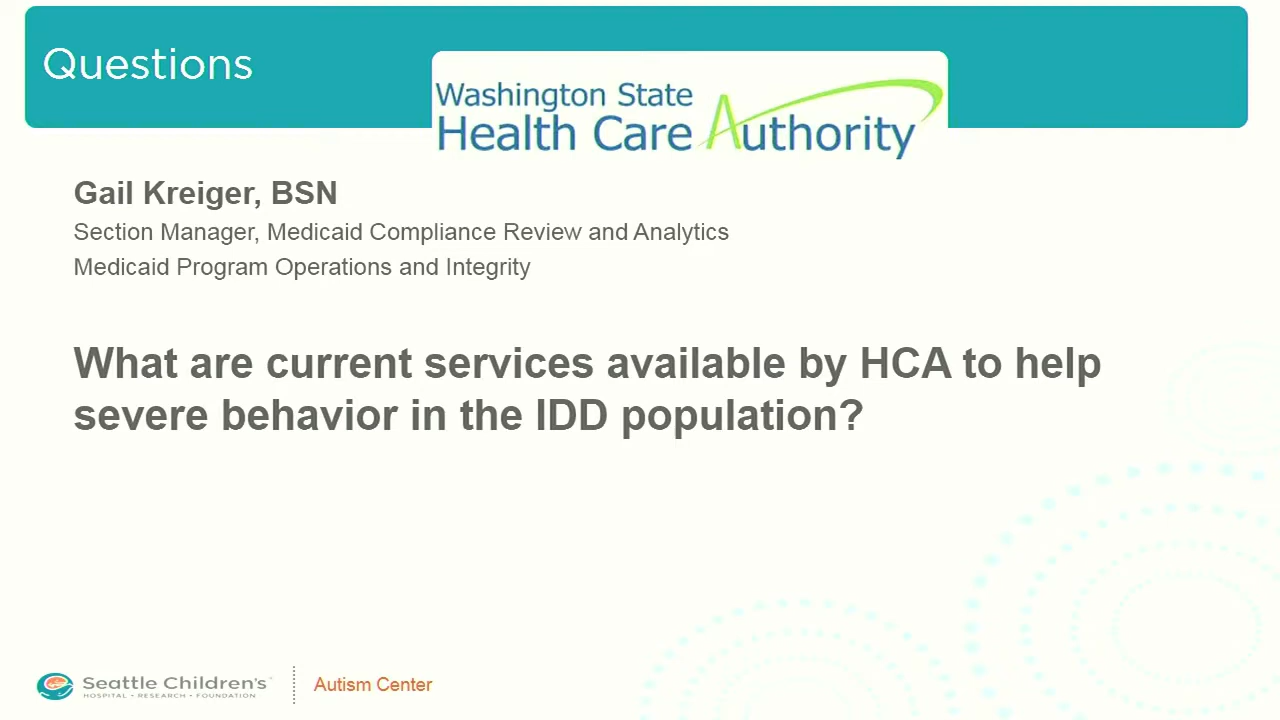 Questions
Washington State
Health Care Authority
Gail Kreiger, BSN
Section Manager, Medicaid Compliance Review and Analytics
Medicaid Program Operations and Integrity
What are current services available by HCA to help
severe behavior in the IDD population?
Seattle Children's
HOSPITAL • RESEARCH • FOUNDATION
Autism Center